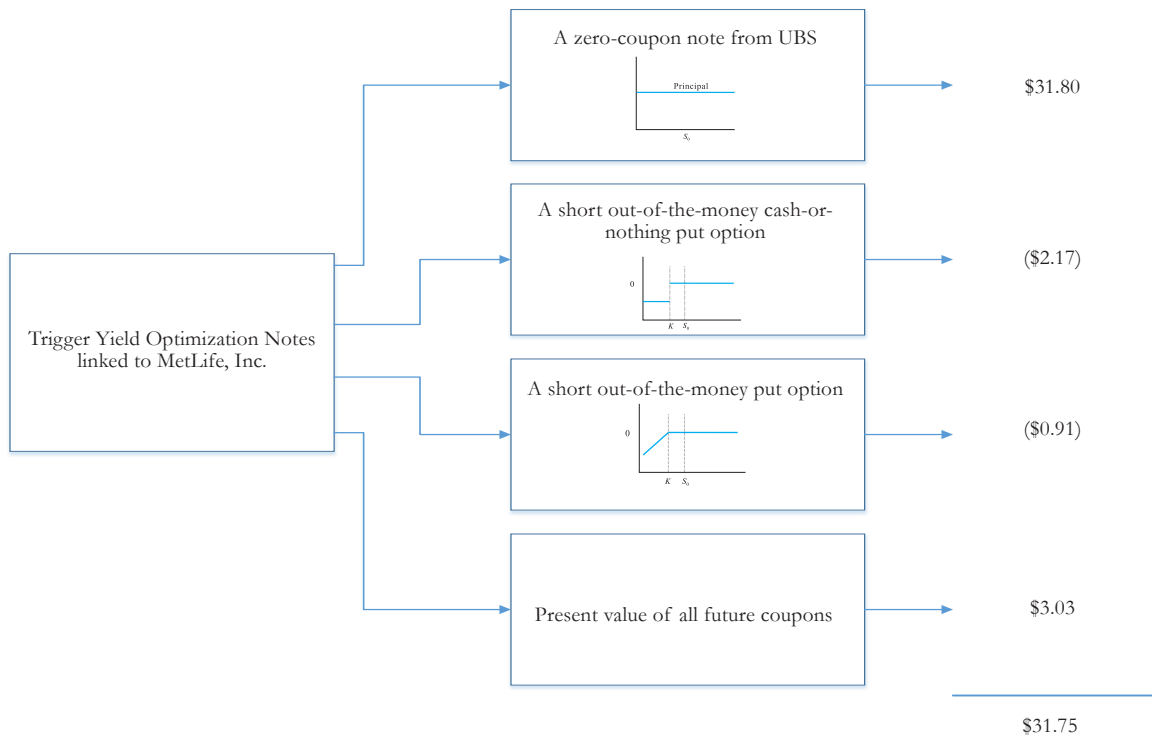 Trigger Yield Optimization Notes
linked to MetLife, Inc.
A zero-coupon note from UBS
Principal
S₀
$31.80
A short out-of-the-money cash-or-
nothing put option
0
K S₀
($2.17)
A short out-of-the-money put option
0
K S₀
($0.91)
Present value of all future coupons
$3.03
$31.75